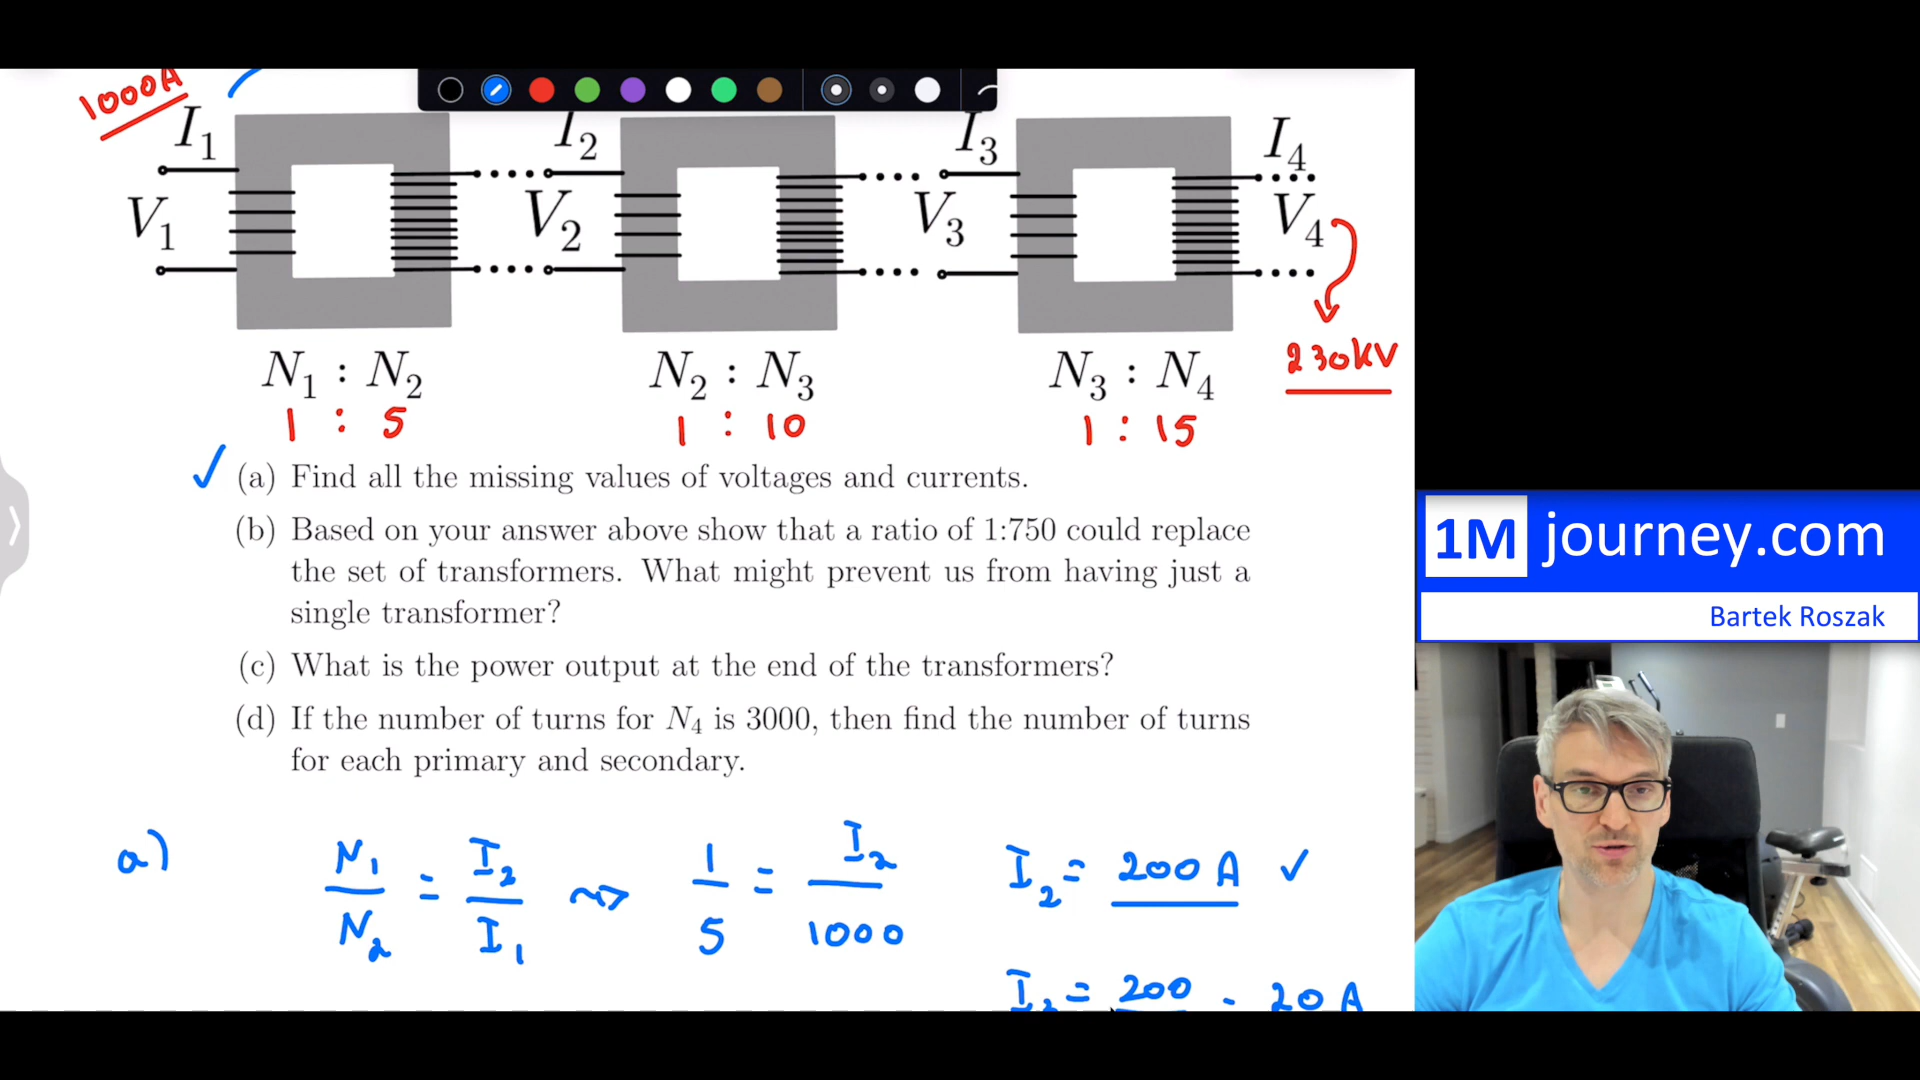 1000A
I1
I2
I3
I4
V1
V2
V3
V4
230kV
N1 : N2
N2 : N3
N3 : N4
1 : 5
1 : 10
1 : 15
✓ (a) Find all the missing values of voltages and currents.
(b) Based on your answer above show that a ratio of 1:750 could replace
the set of transformers. What might prevent us from having just a
single transformer?
(c) What is the power output at the end of the transformers?
(d) If the number of turns for N4 is 3000, then find the number of turns
for each primary and secondary.
a) N1/N2 = I2/I1 ⇝ 1/5 = I2/1000 I2 = 200 A ✓
200 = 20 A
1M journey.com
Bartek Roszak